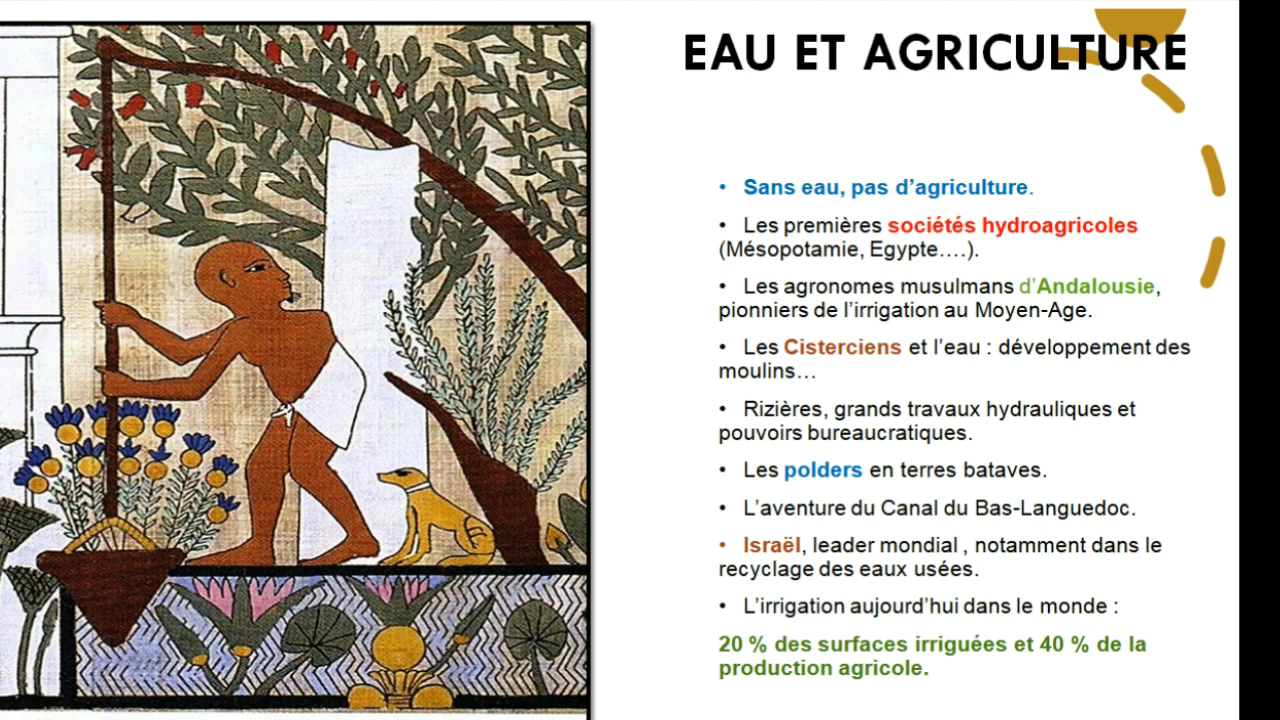 EAU ET AGRICULTURE
• Sans eau, pas d’agriculture.
• Les premières sociétés hydroagricoles
(Mésopotamie, Egypte….).
• Les agronomes musulmans d’Andalousie,
pionniers de l’irrigation au Moyen-Age.
• Les Cisterciens et l’eau : développement des
moulins…
• Rizières, grands travaux hydrauliques et
pouvoirs bureaucratiques.
• Les polders en terres bataves.
• L’aventure du Canal du Bas-Languedoc.
• Israël, leader mondial , notamment dans le
recyclage des eaux usées.
• L’irrigation aujourd’hui dans le monde :
20 % des surfaces irriguées et 40 % de la
production agricole.